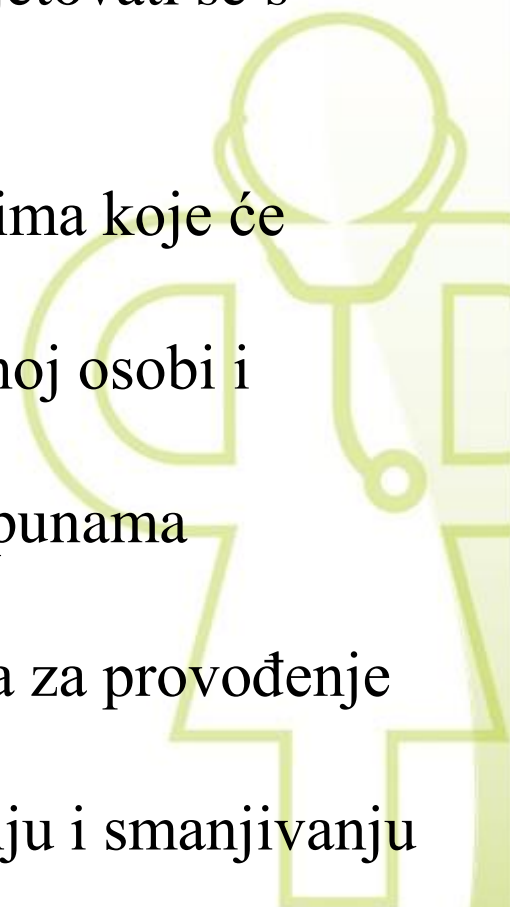 jetovati se s
ima koje će
noj osobi i
punama
a za provođenje
ju i smanjivanju